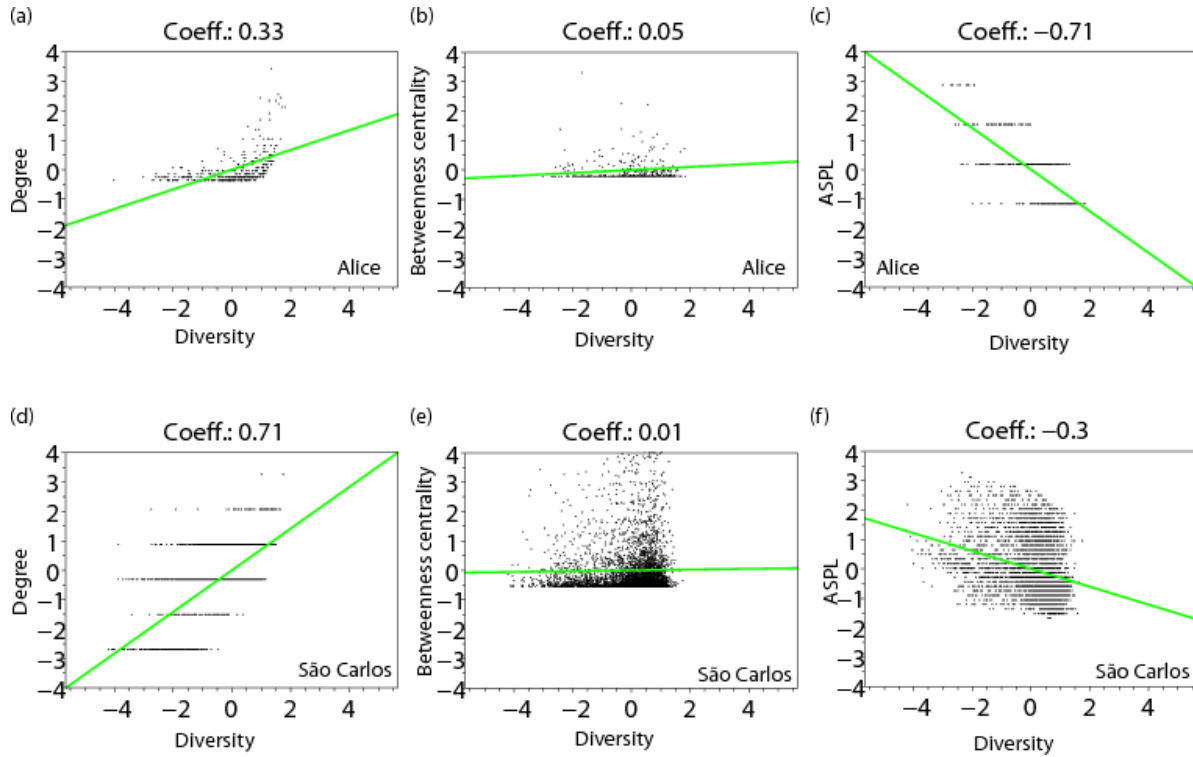 (a)
Coeff.: 0.33
4
3
2
1
0
−1
−2
−3
−4
Degree
Alice
−4 −2 0 2 4
Diversity
(b)
Coeff.: 0.05
4
3
2
1
0
−1
−2
−3
−4
Betweenness centrality
Alice
−4 −2 0 2 4
Diversity
(c)
Coeff.: −0.71
4
3
2
1
0
−1
−2
−3
−4
ASPL
Alice
−4 −2 0 2 4
Diversity
(d)
Coeff.: 0.71
4
3
2
1
0
−1
−2
−3
−4
Degree
São Carlos
−4 −2 0 2 4
Diversity
(e)
Coeff.: 0.01
4
3
2
1
0
−1
−2
−3
−4
Betweenness centrality
São Carlos
−4 −2 0 2 4
Diversity
(f)
Coeff.: −0.3
4
3
2
1
0
−1
−2
−3
−4
ASPL
São Carlos
−4 −2 0 2 4
Diversity